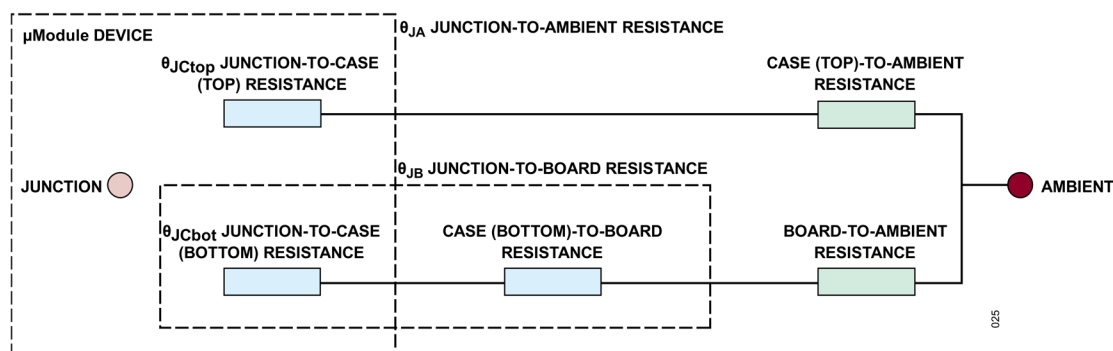 µModule DEVICE
θJA JUNCTION-TO-AMBIENT RESISTANCE
θJCtop JUNCTION-TO-CASE
(TOP) RESISTANCE
CASE (TOP)-TO-AMBIENT
RESISTANCE
JUNCTION
θJB JUNCTION-TO-BOARD RESISTANCE
AMBIENT
θJCbot JUNCTION-TO-CASE
(BOTTOM) RESISTANCE
CASE (BOTTOM)-TO-BOARD
RESISTANCE
BOARD-TO-AMBIENT
RESISTANCE
025